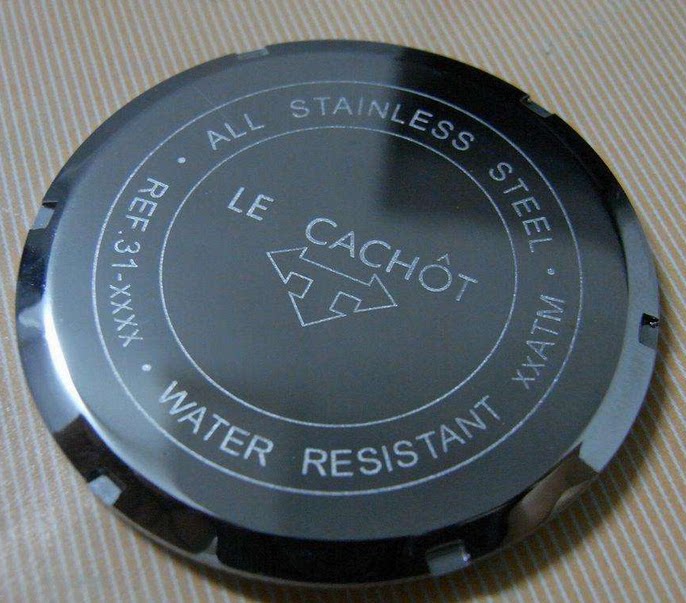 LE CACHÔT
ALL STAINLESS STEEL •
xxATM
WATER RESISTANT
• REF.31-xxxx •